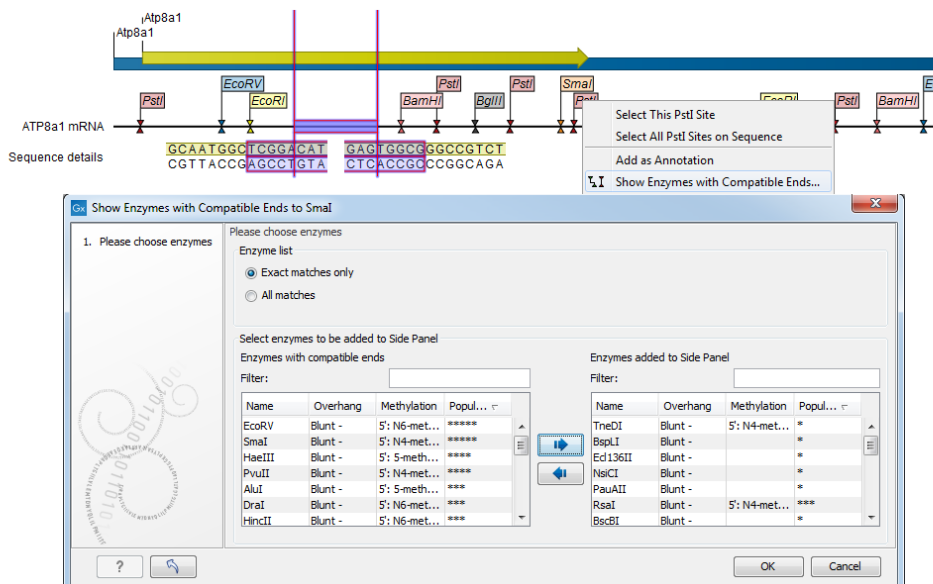 Atp8a1
Atp8a1
EcoRV PstI PstI SmaI E
PstI EcoRI BamHI BglII PstI EcoRI PstI BamHI
ATP8a1 mRNA
Sequence details
GCAATGGCTCGGACAT GAGTGGCGGGCCGTCT
CGTTACCGAGCCTGTA CTCACCGCCCGGCAGA
Select This PstI Site
Select All PstI Sites on Sequence
Add as Annotation
Show Enzymes with Compatible Ends...
Gx Show Enzymes with Compatible Ends to SmaI X
1. Please choose enzymes
Please choose enzymes
Enzyme list
Exact matches only
All matches
Select enzymes to be added to Side Panel
Enzymes with compatible ends
Filter:
Name Overhang Methylation Popul...
EcoRV Blunt - 5': N6-met... *****
SmaI Blunt - 5': N4-met... *****
HaeIII Blunt - 5': 5-meth... ****
PvuII Blunt - 5': N4-met... ****
AluI Blunt - 5': 5-meth... ***
DraI Blunt - 5': N6-met... ***
HincII Blunt - 5': N6-met... ***
Enzymes added to Side Panel
Filter:
Name Overhang Methylation Popul...
TneDI Blunt - 5': N4-met... *
BspLI Blunt - *
Ecl136II Blunt - *
NsiCI Blunt - *
PauAII Blunt - *
RsaI Blunt - 5': N4-met... ***
BscBI Blunt - *
? OK Cancel